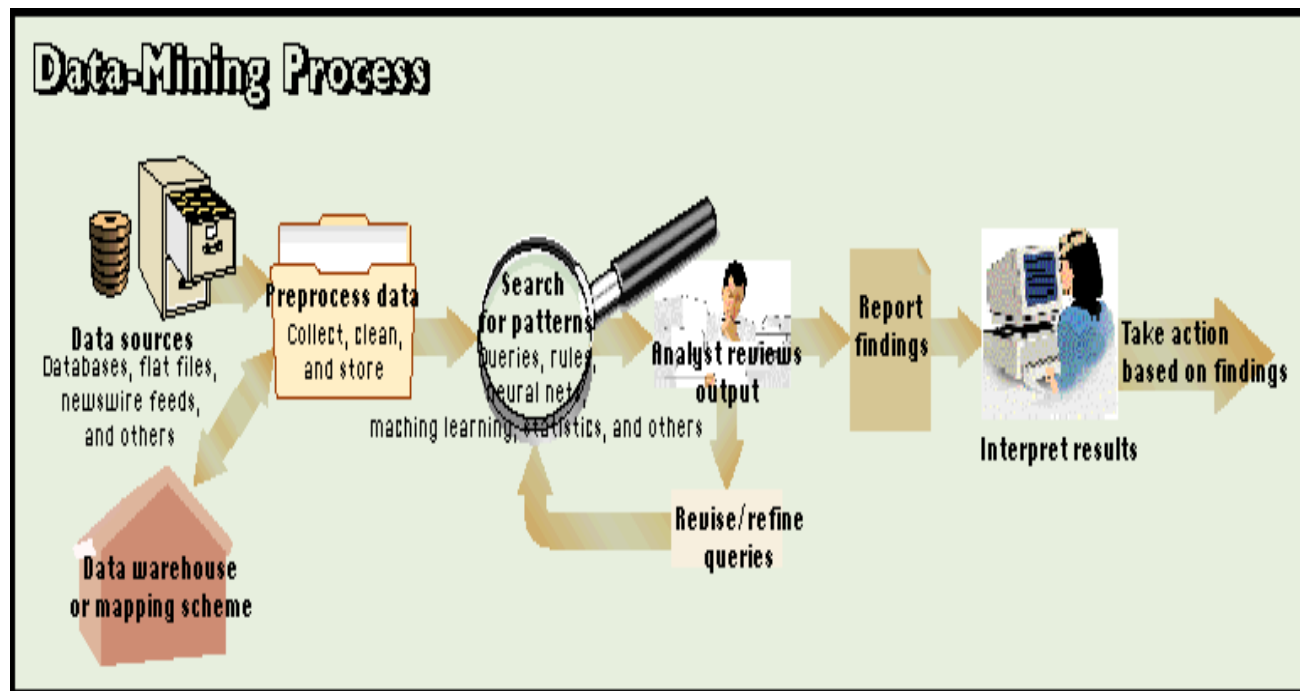 Data-Mining Process
Data sources
Databases, flat files,
newswire feeds,
and others
Data warehouse
or mapping scheme
Preprocess data
Collect, clean,
and store
Search
for patterns
Queries, rules,
neural nets,
maching learning, statistics, and others
Analyst reviews
output
Revise/refine
queries
Report
findings
Interpret results
Take action
based on findings